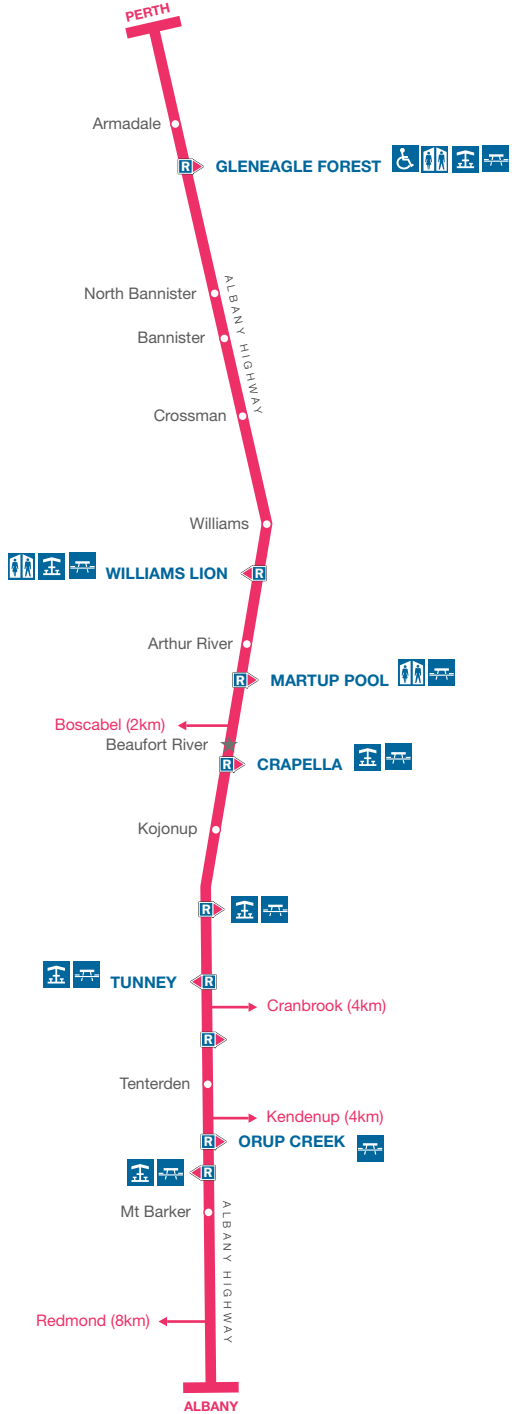 PERTH
Armadale
R GLENEAGLE FOREST
North Bannister
ALBANY HIGHWAY
Bannister
Crossman
Williams
WILLIAMS LION R
Arthur River
R MARTUP POOL
Boscabel (2km)
Beaufort River
R CRAPELLA
Kojonup
R
TUNNEY R
Cranbrook (4km)
R
Tenterden
Kendenup (4km)
R ORUP CREEK
R
Mt Barker
ALBANY HIGHWAY
Redmond (8km)
ALBANY